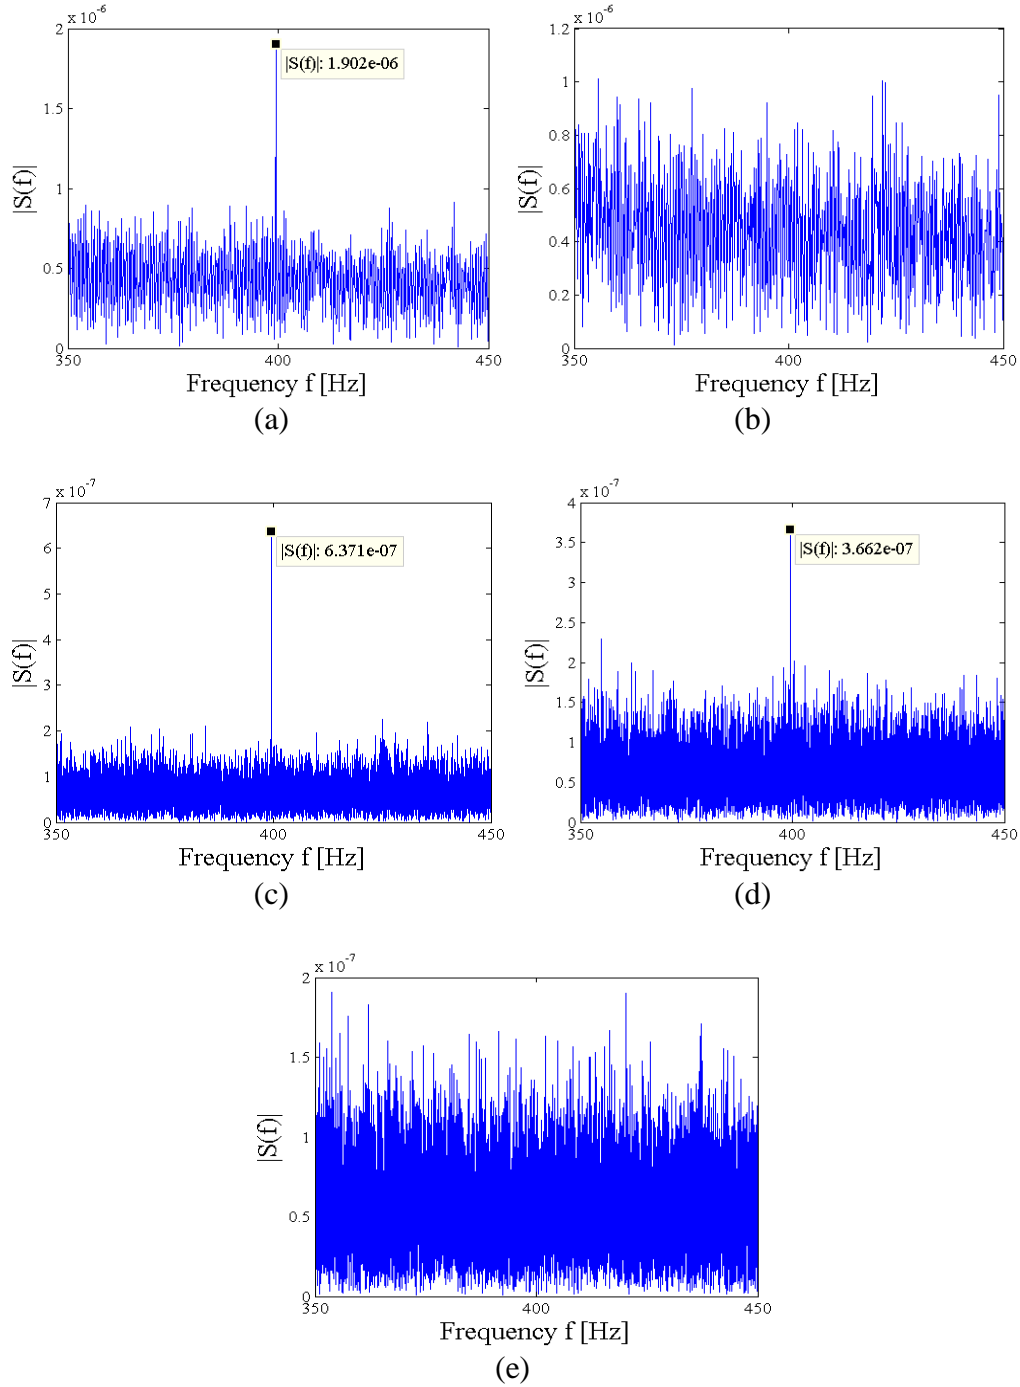 x 10^-6
2
1.5
1
0.5
0
|S(f)|
|S(f)|: 1.902e-06
350
400
450
Frequency f [Hz]
(a)
x 10^-6
1.2
1
0.8
0.6
0.4
0.2
0
|S(f)|
350
400
450
Frequency f [Hz]
(b)
x 10^-7
7
6
5
4
3
2
1
0
|S(f)|
|S(f)|: 6.371e-07
350
400
450
Frequency f [Hz]
(c)
x 10^-7
4
3.5
3
2.5
2
1.5
1
0.5
0
|S(f)|
|S(f)|: 3.662e-07
350
400
450
Frequency f [Hz]
(d)
x 10^-7
2
1.5
1
0.5
0
|S(f)|
350
400
450
Frequency f [Hz]
(e)